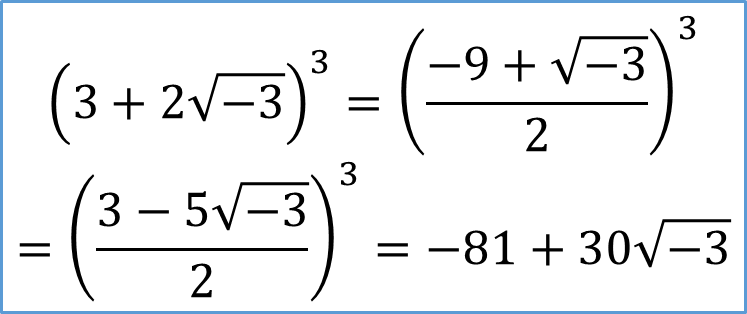 (3 + 2√−3)³ = ((−9 + √−3)/2)³
= ((3 − 5√−3)/2)³ = −81 + 30√−3